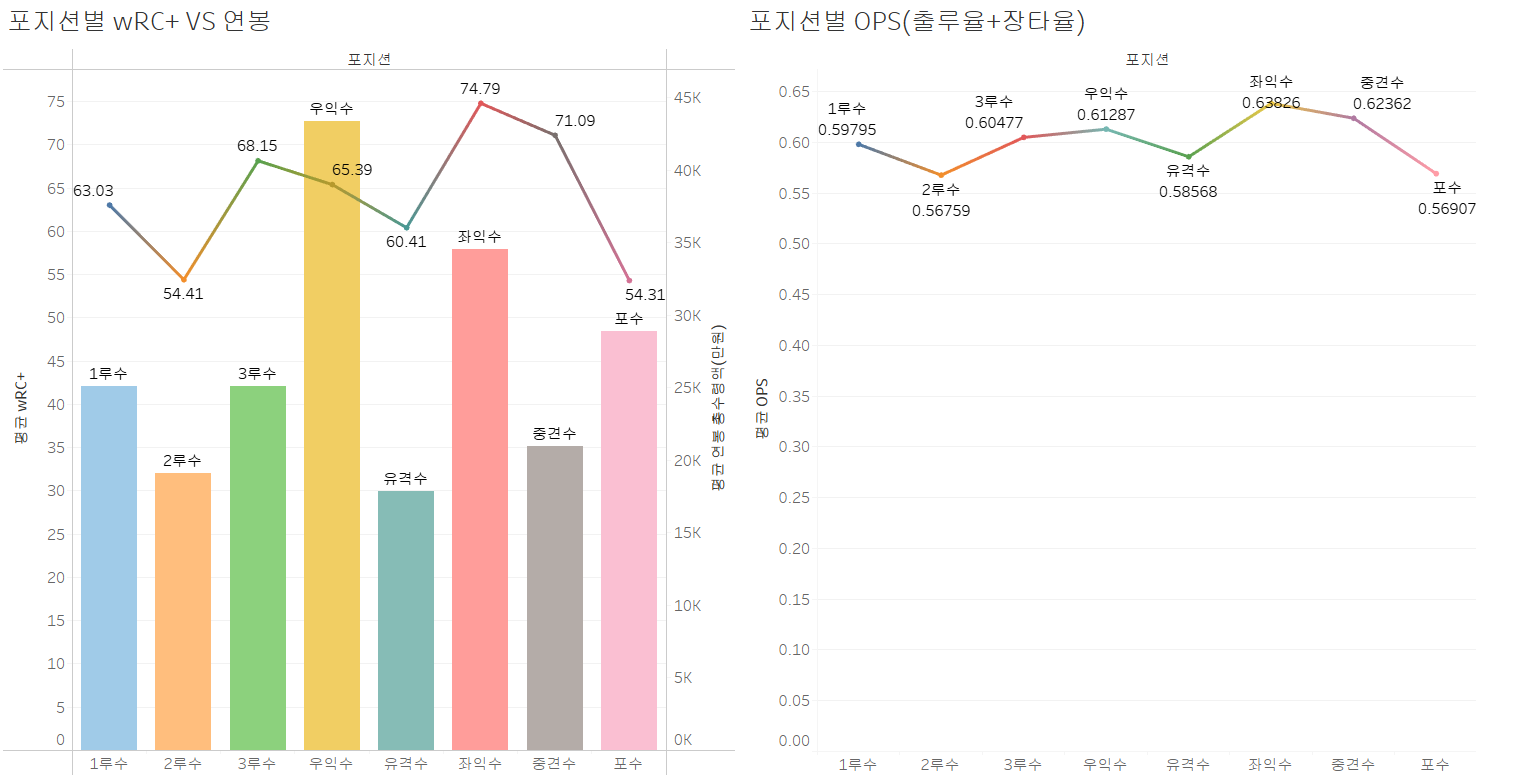 포지션별 wRC+ VS 연봉
포지션
평균 wRC+
75
70
65
60
55
50
45
40
35
30
25
20
15
10
5
0
63.03
54.41
68.15
65.39
60.41
74.79
71.09
54.31
1루수
2루수
3루수
우익수
유격수
좌익수
중견수
포수
45K
40K
35K
30K
25K
20K
15K
10K
5K
0K
평균 연봉 총수령액(만원)
1루수
2루수
3루수
우익수
유격수
좌익수
중견수
포수
포지션별 OPS(출루율+장타율)
포지션
평균 OPS
0.65
0.60
0.55
0.50
0.45
0.40
0.35
0.30
0.25
0.20
0.15
0.10
0.05
0.00
1루수
0.59795
2루수
0.56759
3루수
0.60477
우익수
0.61287
유격수
0.58568
좌익수
0.63826
중견수
0.62362
포수
0.56907
1루수
2루수
3루수
우익수
유격수
좌익수
중견수
포수